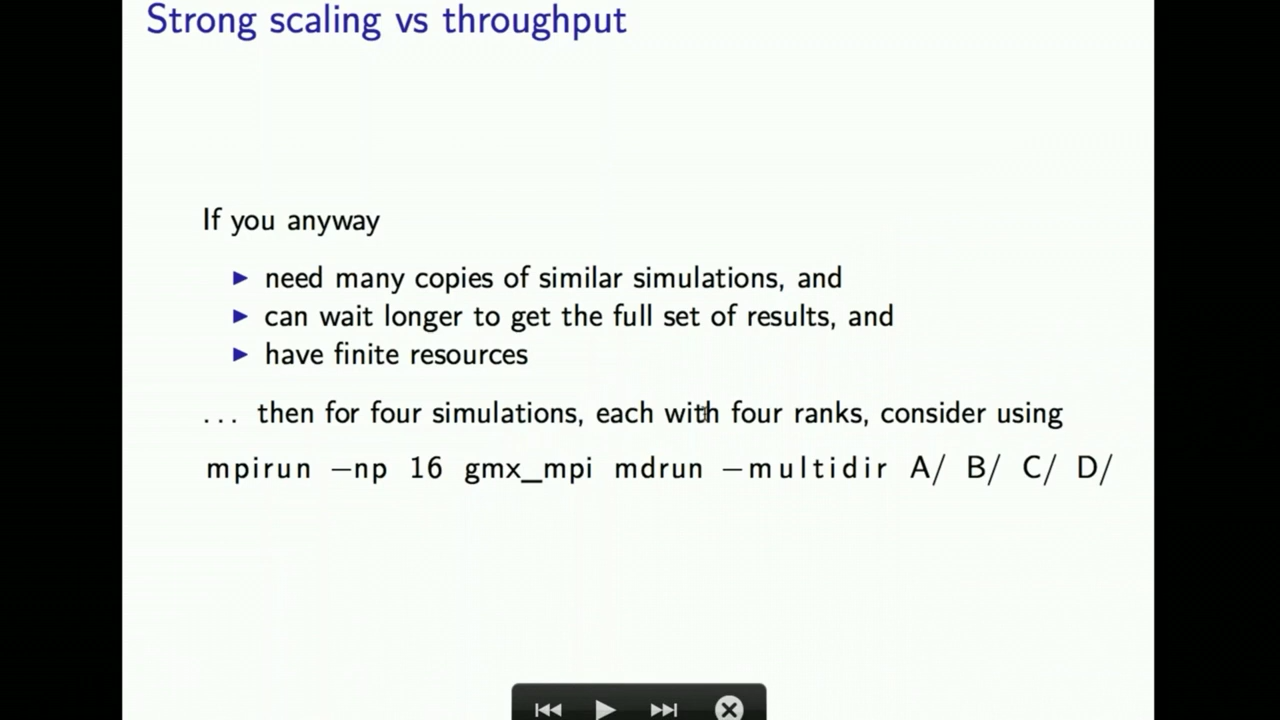 Strong scaling vs throughput
If you anyway
▶ need many copies of similar simulations, and
▶ can wait longer to get the full set of results, and
▶ have finite resources
... then for four simulations, each with four ranks, consider using
mpirun −np 16 gmx_mpi mdrun −multidir A/ B/ C/ D/